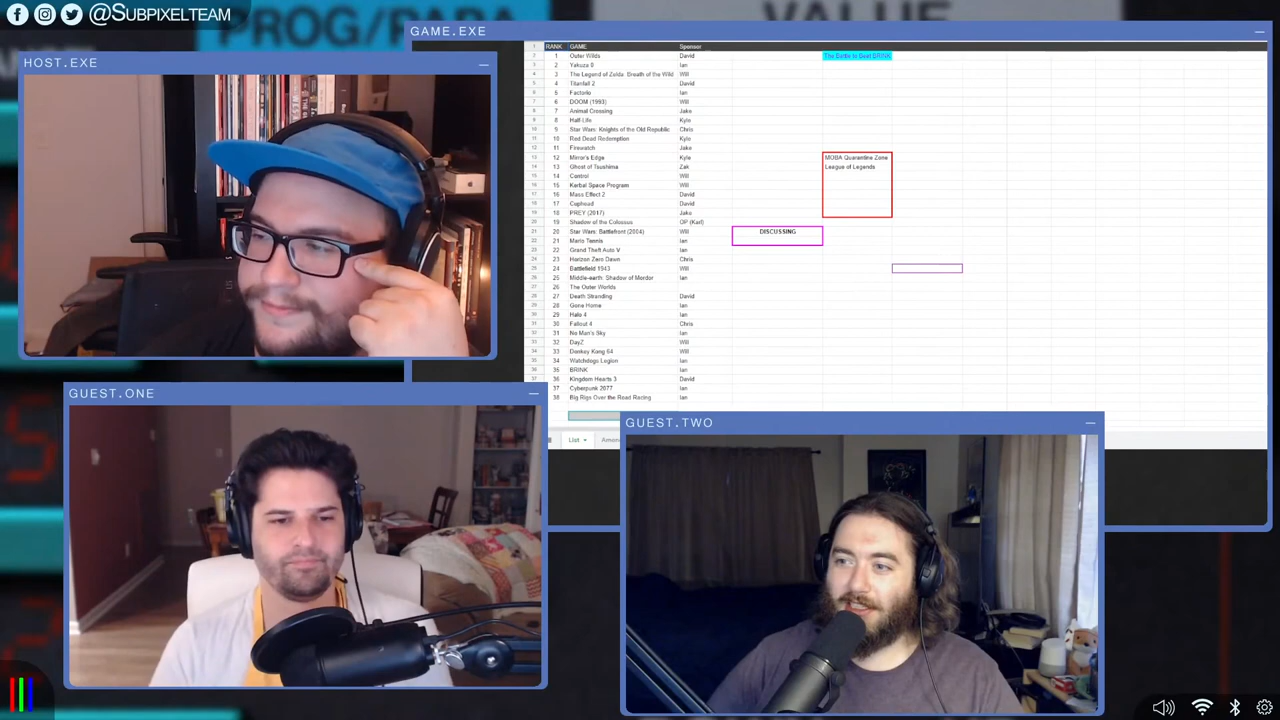 PROG/PARA
VALUE
@SUBPIXELTEAM
GAME.EXE
HOST.EXE
RANK GAME Sponsor
1 Outer Wilds David The Battle to Beat BRINK
2 Yakuza 0 Ian
3 The Legend of Zelda: Breath of the Wild Will
4 Titanfall 2 David
5 Factorio Ian
6 DOOM (1993) Will
7 Animal Crossing Jake
8 Half-Life Kyle
9 Star Wars: Knights of the Old Republic Chris
10 Red Dead Redemption Kyle
11 Firewatch Jake
12 Mirror's Edge Kyle MOBA Quarantine Zone
13 Ghost of Tsushima Zak League of Legends
14 Control Will
15 Kerbal Space Program Will
16 Mass Effect 2 David
17 Cuphead David
18 PREY (2017) Jake
19 Shadow of the Colossus OP (Karl)
20 Star Wars: Battlefront (2004) Will DISCUSSING
21 Mario Tennis Ian
22 Grand Theft Auto V Ian
23 Horizon Zero Dawn Chris
24 Battlefield 1943 Will
25 Middle-earth: Shadow of Mordor Ian
26 The Outer Worlds
27 Death Stranding David
28 Gone Home Ian
29 Halo 4 Ian
30 Fallout 4 Chris
31 No Man's Sky Ian
32 DayZ Will
33 Donkey Kong 64 Will
34 Watchdogs Legion Ian
35 BRINK Ian
36 Kingdom Hearts 3 David
37 Cyberpunk 2077 Ian
38 Big Rigs Over the Road Racing Ian
List
GUEST.ONE
GUEST.TWO